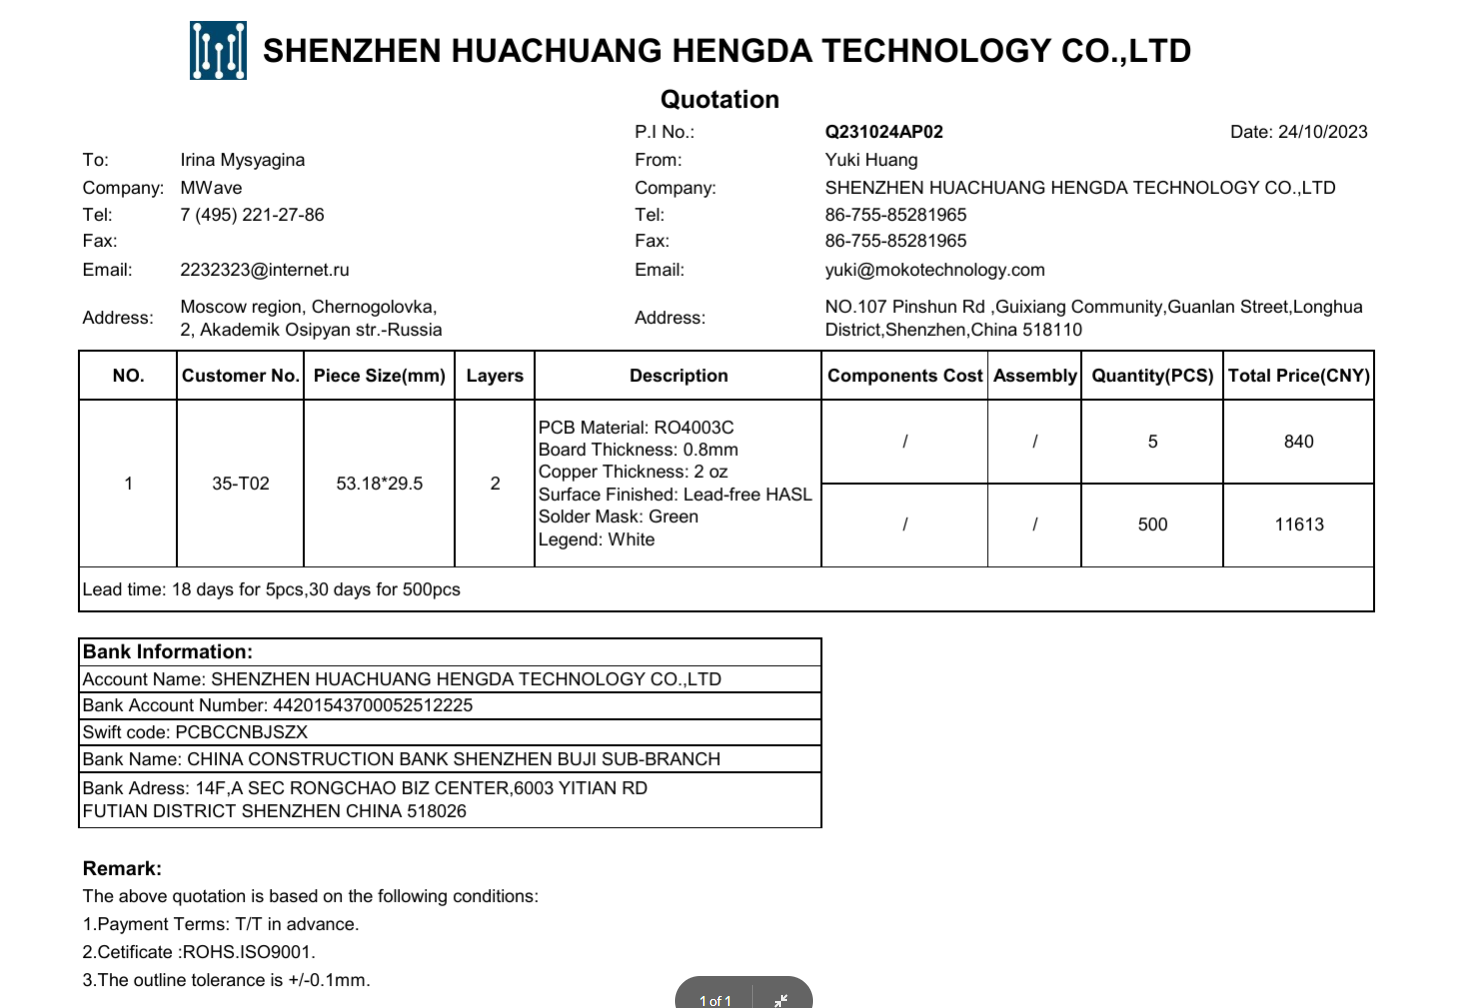 SHENZHEN HUACHUANG HENGDA TECHNOLOGY CO.,LTD
Quotation
P.I No.: Q231024AP02 Date: 24/10/2023
To: Irina Mysyagina From: Yuki Huang
Company: MWave Company: SHENZHEN HUACHUANG HENGDA TECHNOLOGY CO.,LTD
Tel: 7 (495) 221-27-86 Tel: 86-755-85281965
Fax: Fax: 86-755-85281965
Email: 2232323@internet.ru Email: yuki@mokotechnology.com
Address: Moscow region, Chernogolovka,
2, Akademik Osipyan str.-Russia
Address: NO.107 Pinshun Rd ,Guixiang Community,Guanlan Street,Longhua
District,Shenzhen,China 518110
NO. Customer No. Piece Size(mm) Layers Description Components Cost Assembly Quantity(PCS) Total Price(CNY)
1 35-T02 53.18*29.5 2
PCB Material: RO4003C
Board Thickness: 0.8mm
Copper Thickness: 2 oz
Surface Finished: Lead-free HASL
Solder Mask: Green
Legend: White
/ / 5 840
/ / 500 11613
Lead time: 18 days for 5pcs,30 days for 500pcs
Bank Information:
Account Name: SHENZHEN HUACHUANG HENGDA TECHNOLOGY CO.,LTD
Bank Account Number: 44201543700052512225
Swift code: PCBCCNBJSZX
Bank Name: CHINA CONSTRUCTION BANK SHENZHEN BUJI SUB-BRANCH
Bank Adress: 14F,A SEC RONGCHAO BIZ CENTER,6003 YITIAN RD
FUTIAN DISTRICT SHENZHEN CHINA 518026
Remark:
The above quotation is based on the following conditions:
1.Payment Terms: T/T in advance.
2.Cetificate :ROHS.ISO9001.
3.The outline tolerance is +/-0.1mm.
1 of 1